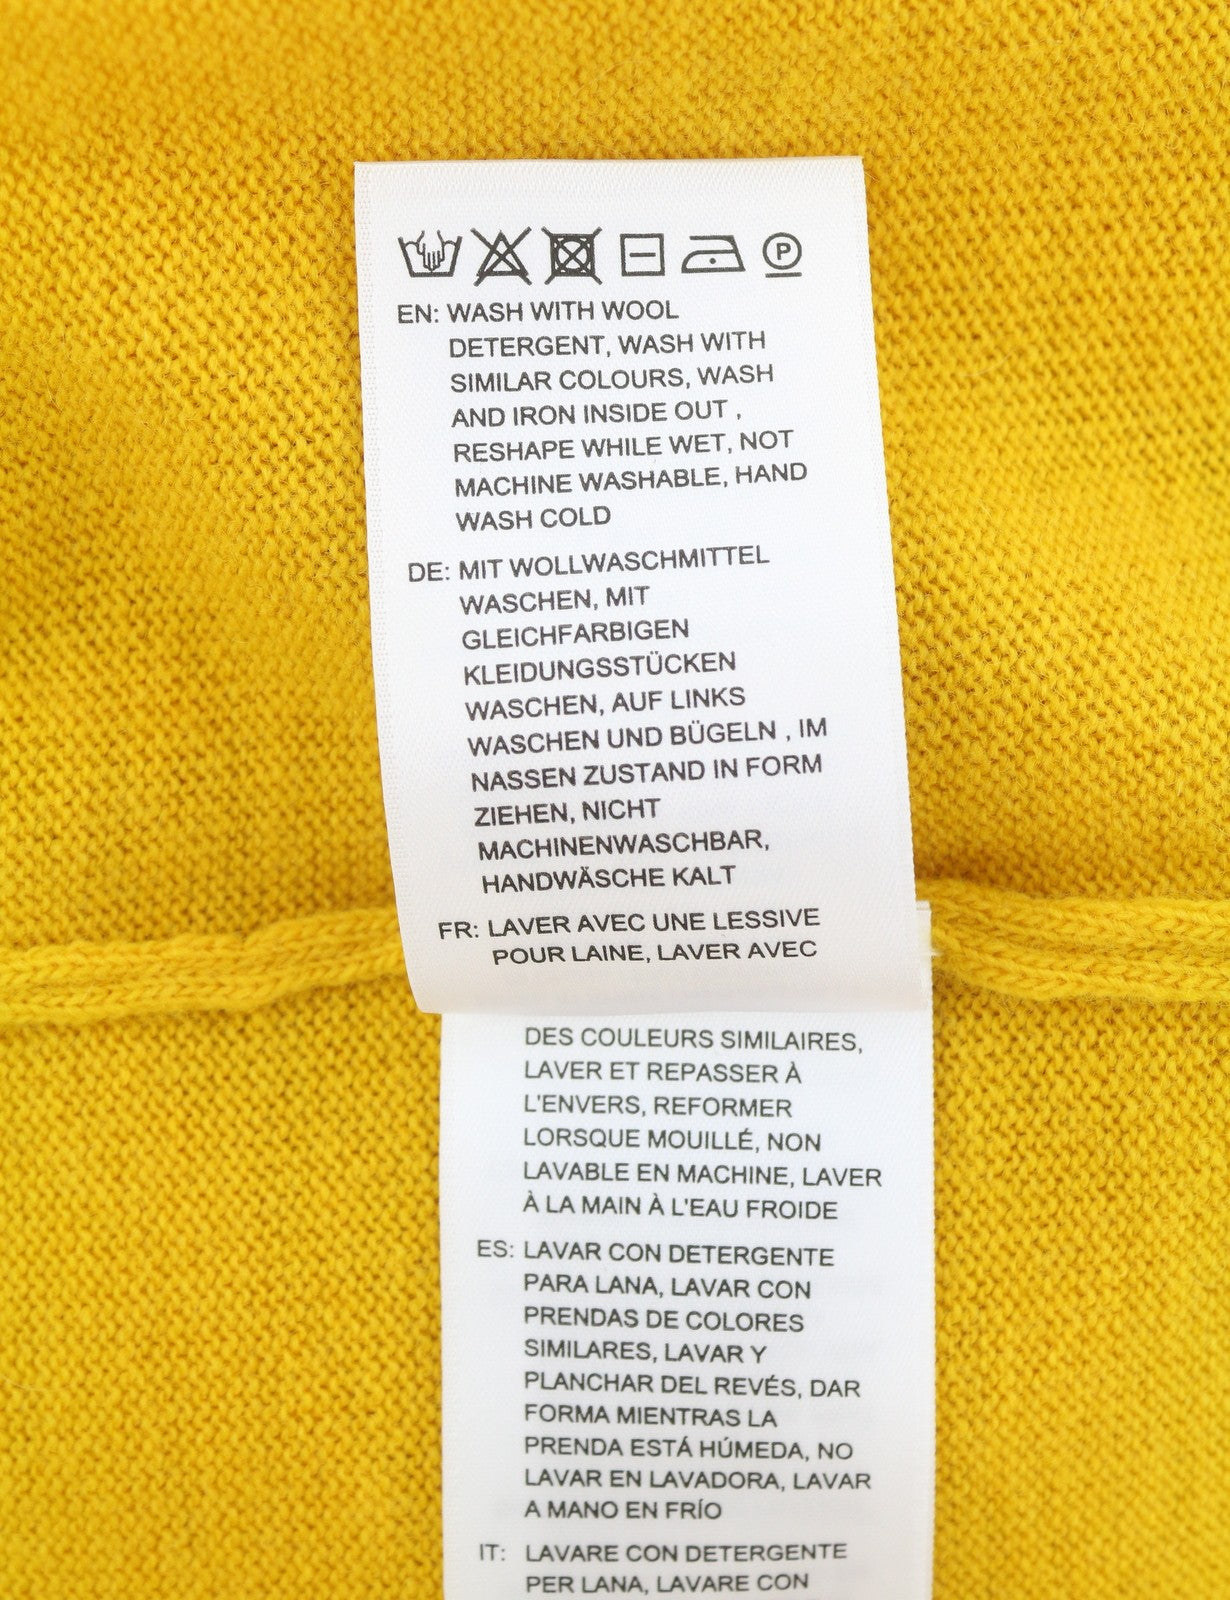 P
EN: WASH WITH WOOL
DETERGENT, WASH WITH
SIMILAR COLOURS, WASH
AND IRON INSIDE OUT ,
RESHAPE WHILE WET, NOT
MACHINE WASHABLE, HAND
WASH COLD
DE: MIT WOLLWASCHMITTEL
WASCHEN, MIT
GLEICHFARBIGEN
KLEIDUNGSSTÜCKEN
WASCHEN, AUF LINKS
WASCHEN UND BÜGELN , IM
NASSEN ZUSTAND IN FORM
ZIEHEN, NICHT
MACHINENWASCHBAR,
HANDWÄSCHE KALT
FR: LAVER AVEC UNE LESSIVE
POUR LAINE, LAVER AVEC
DES COULEURS SIMILAIRES,
LAVER ET REPASSER À
L'ENVERS, REFORMER
LORSQUE MOUILLÉ, NON
LAVABLE EN MACHINE, LAVER
À LA MAIN À L'EAU FROIDE
ES: LAVAR CON DETERGENTE
PARA LANA, LAVAR CON
PRENDAS DE COLORES
SIMILARES, LAVAR Y
PLANCHAR DEL REVÉS, DAR
FORMA MIENTRAS LA
PRENDA ESTÁ HÚMEDA, NO
LAVAR EN LAVADORA, LAVAR
A MANO EN FRÍO
IT: LAVARE CON DETERGENTE
PER LANA, LAVARE CON